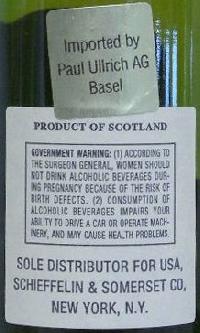 Imported by
Paul Ullrich AG
Basel
PRODUCT OF SCOTLAND
GOVERNMENT WARNING: (1) ACCORDING TO
THE SURGEON GENERAL, WOMEN SHOULD
NOT DRINK ALCOHOLIC BEVERAGES DUR-
ING PREGNANCY BECAUSE OF THE RISK OF
BIRTH DEFECTS. (2) CONSUMPTION OF
ALCOHOLIC BEVERAGES IMPAIRS YOUR
ABILITY TO DRIVE A CAR OR OPERATE MACH-
INERY, AND MAY CAUSE HEALTH PROBLEMS.
SOLE DISTRIBUTOR FOR USA,
SCHIEFFELIN & SOMERSET CO,
NEW YORK, N.Y.